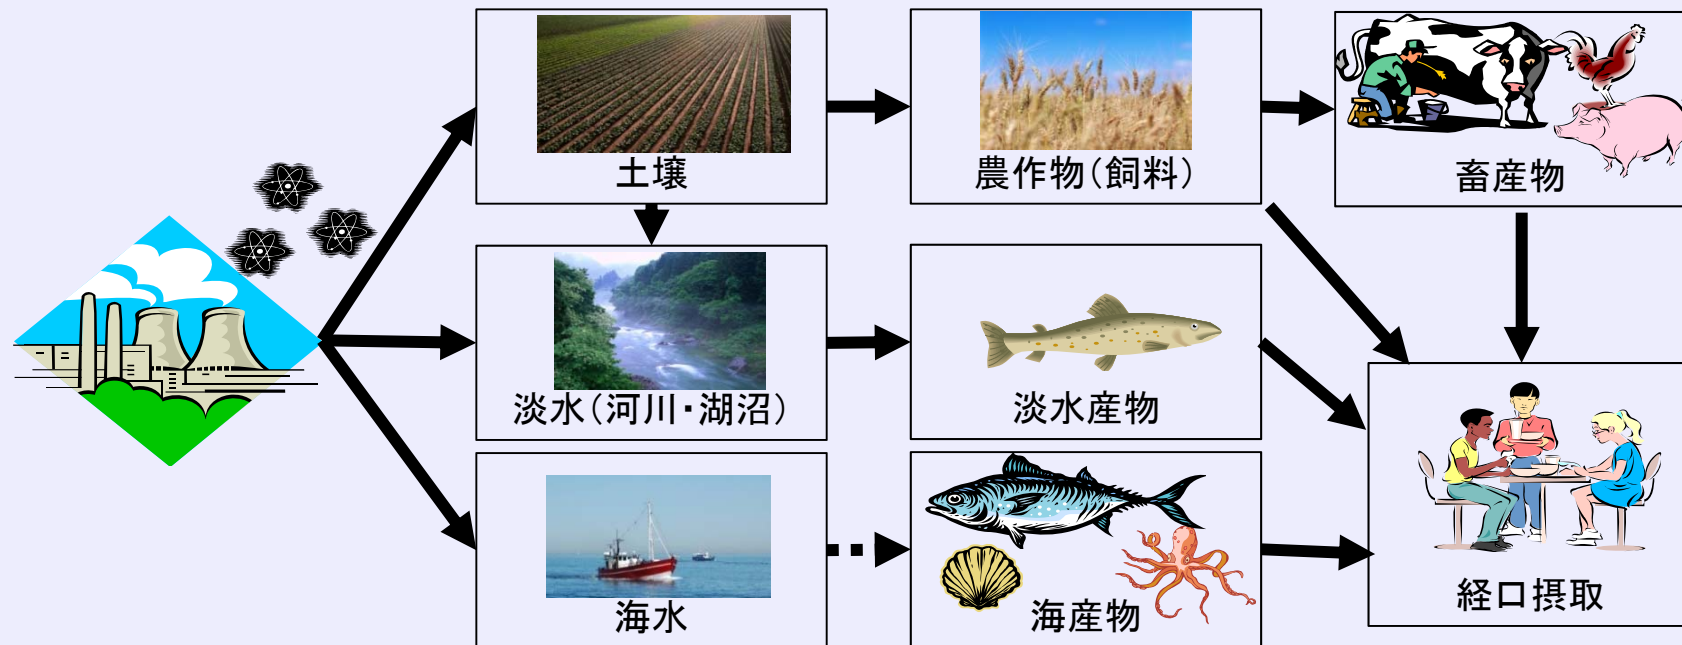 土壌
農作物(飼料)
畜産物
淡水(河川・湖沼)
淡水産物
海水
海産物
経口摂取